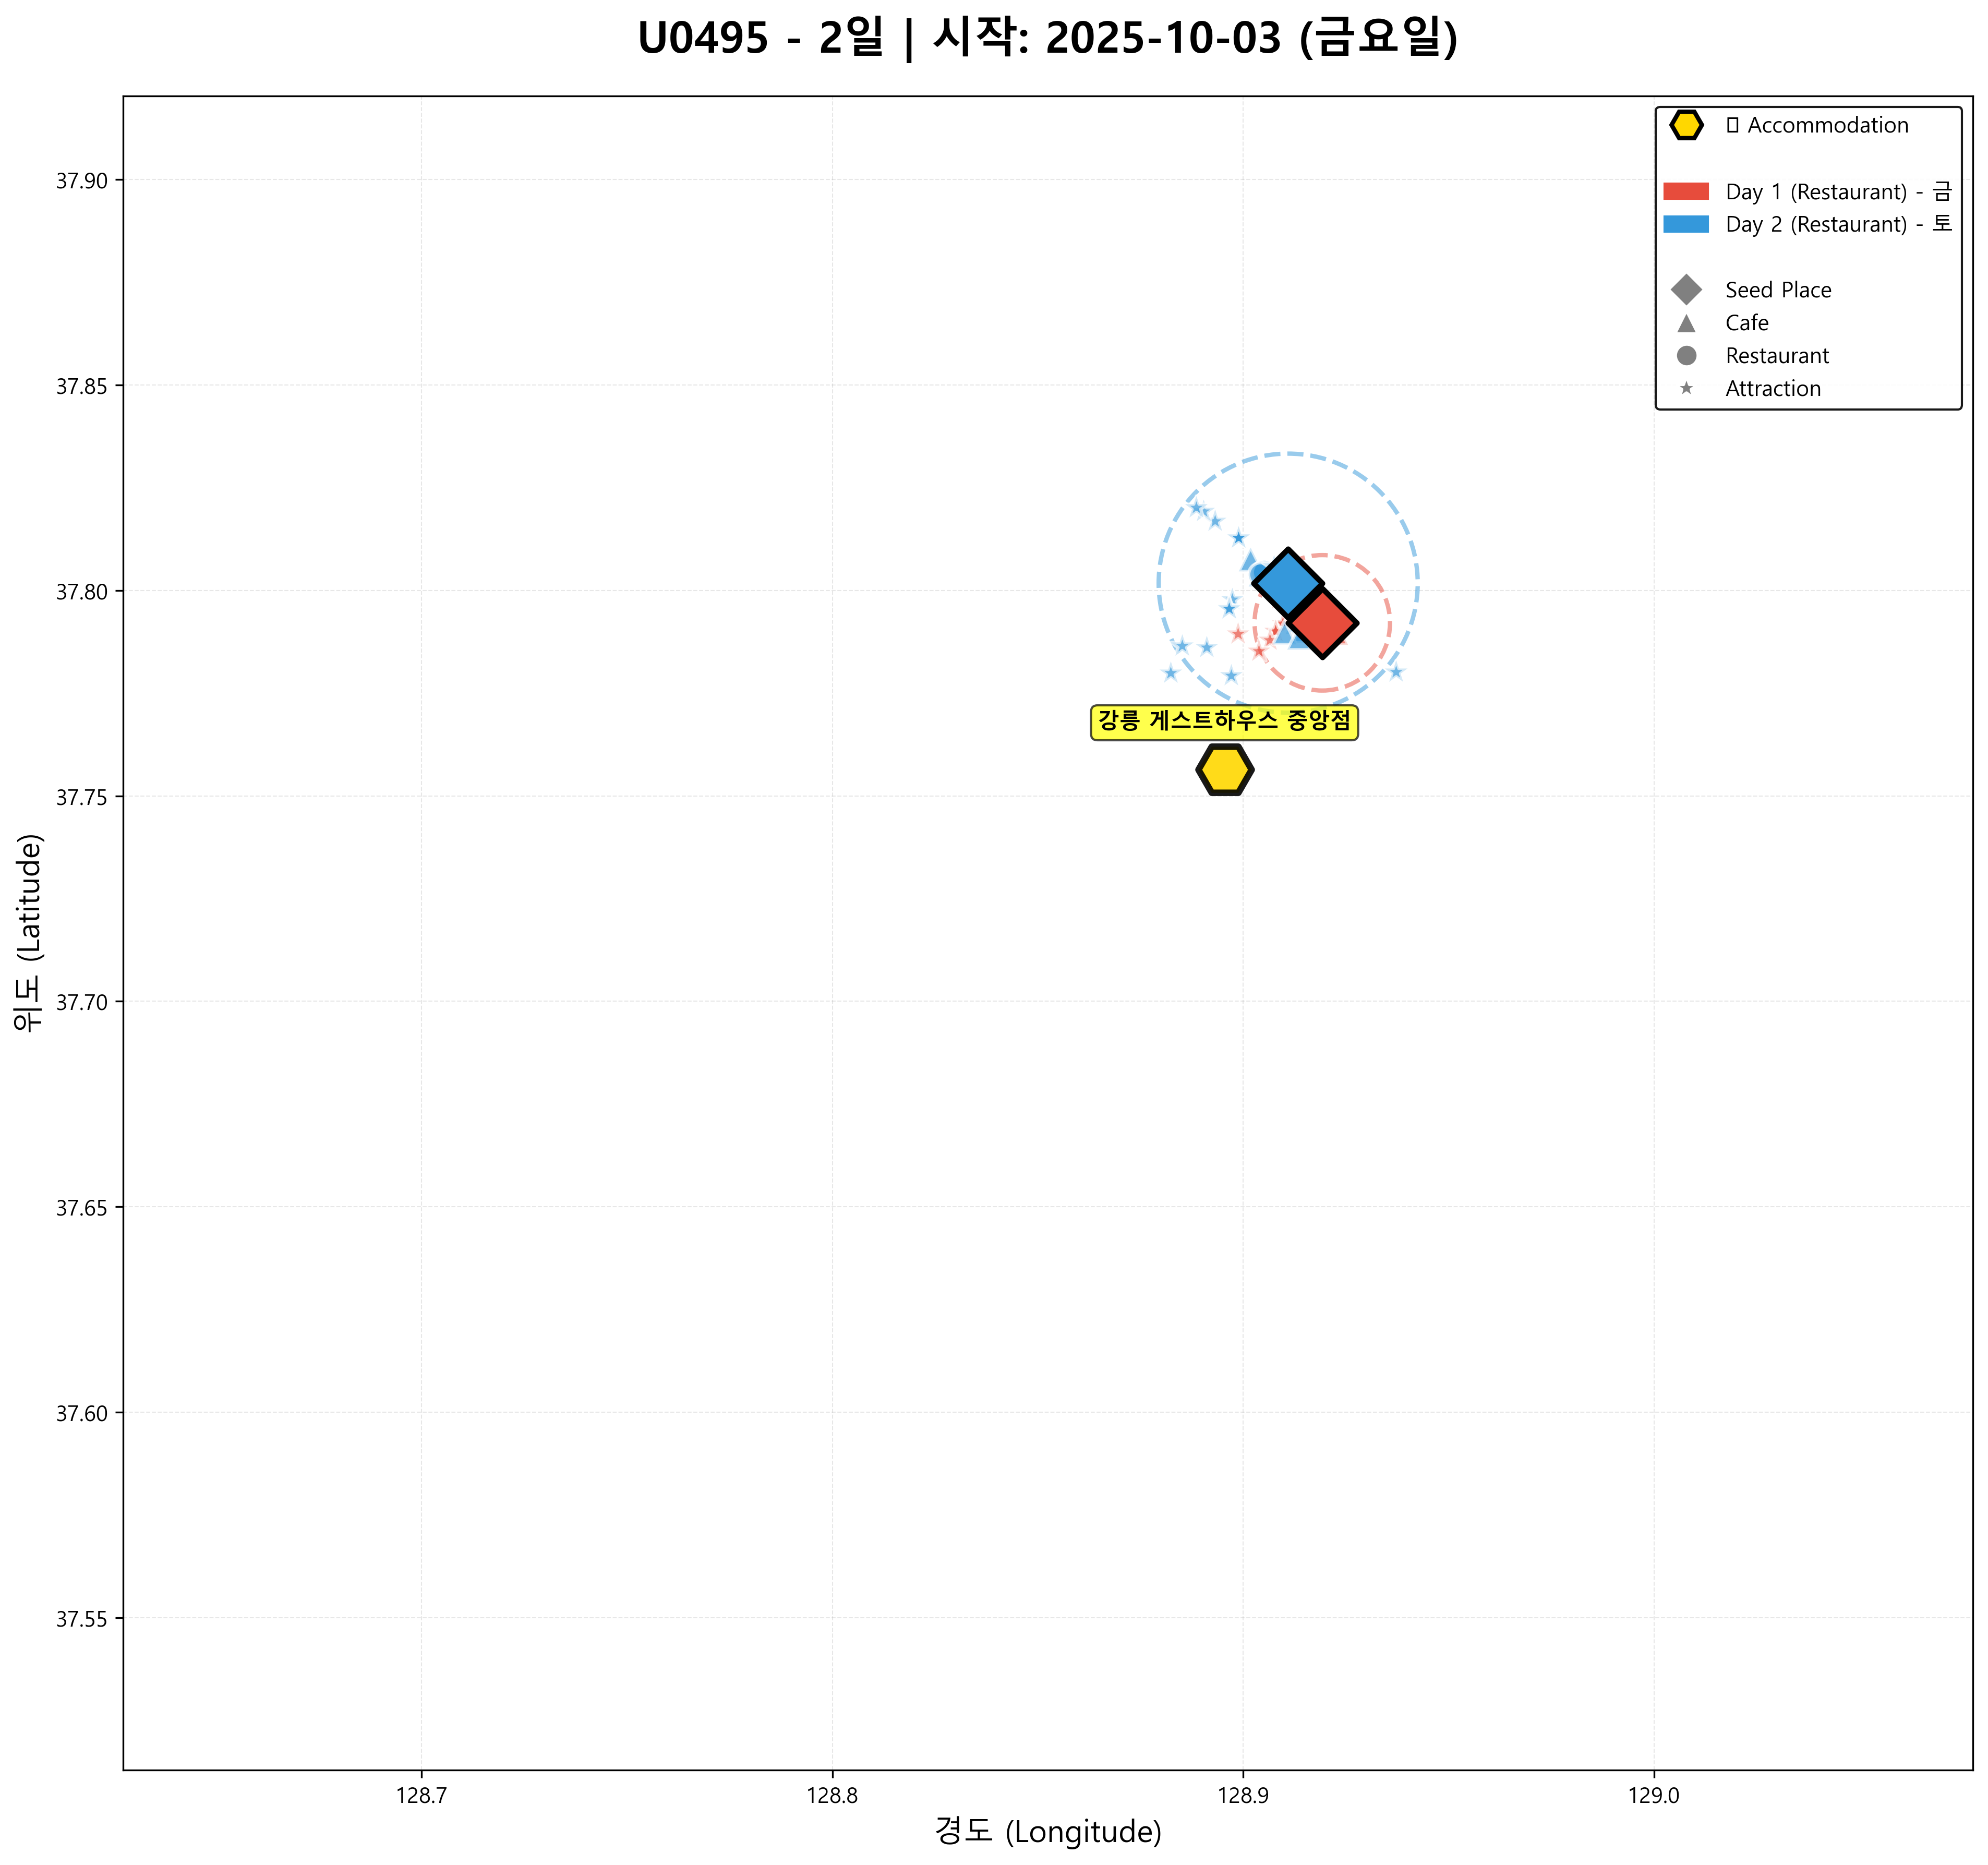 U0495 - 2일 | 시작: 2025-10-03 (금요일)
Accommodation
Day 1 (Restaurant) - 금
Day 2 (Restaurant) - 토
Seed Place
Cafe
Restaurant
Attraction
37.90
37.85
37.80
37.75
37.70
37.65
37.60
37.55
강릉 게스트하우스 중앙점
위도 (Latitude)
128.7
128.8
128.9
129.0
경도 (Longitude)